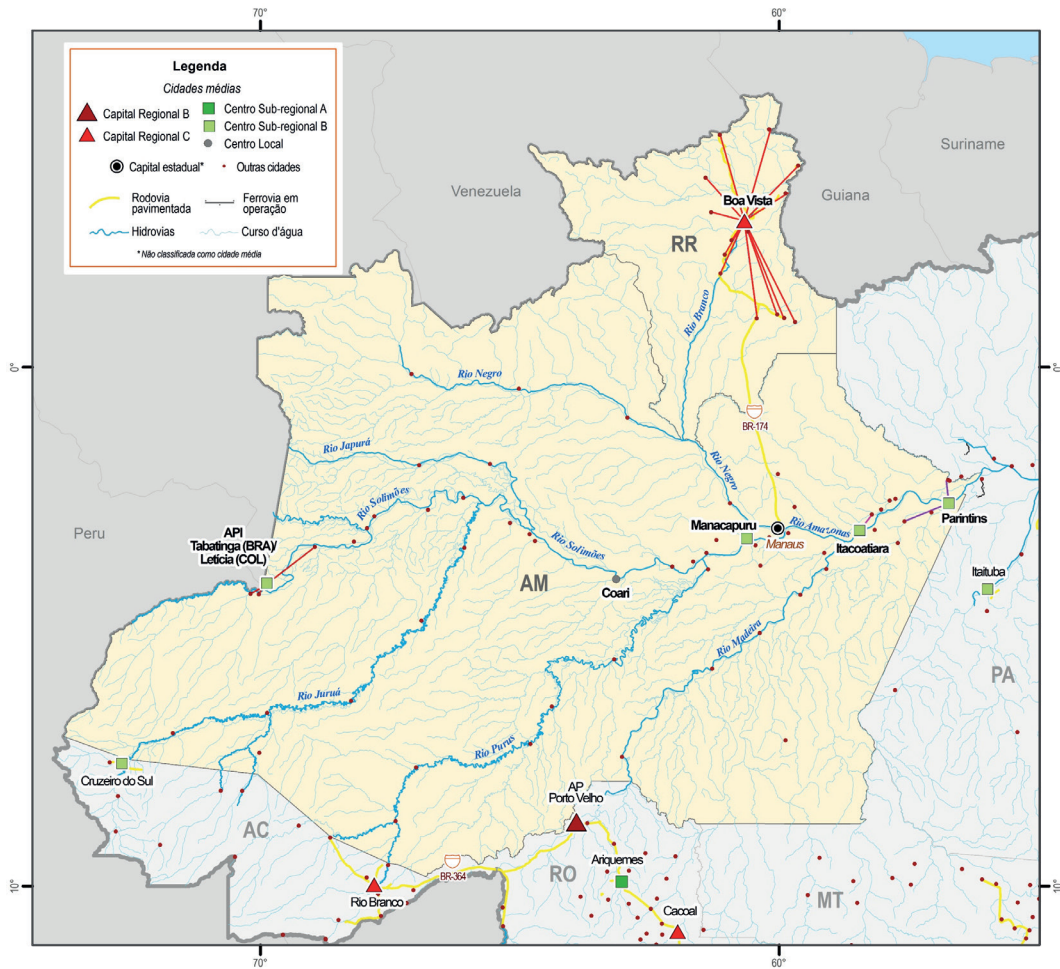 70°
60°
Legenda
Cidades médias
Capital Regional B
Capital Regional C
Centro Sub-regional A
Centro Sub-regional B
Centro Local
Capital estadual*
Outras cidades
Rodovia
pavimentada
Ferrovia em
operação
Hidrovias
Curso d'água
* Não classificada como cidade média
Venezuela
Suriname
Guiana
Boa Vista
RR
Rio Branco
0°
0°
Rio Negro
BR-174
Rio Japurá
Rio Negro
Rio Solimões
Peru
API
Tabatinga (BRA)/
Letícia (COL)
Manacapuru
Rio Amazonas
Manaus
Itacoatiara
Parintins
Rio Solimões
AM
Coari
Itaituba
Rio Madeira
PA
Rio Juruá
Rio Purus
Cruzeiro do Sul
AP
Porto Velho
AC
Ariquemes
BR-364
RO
MT
10°
10°
Rio Branco
Cacoal
70°
60°